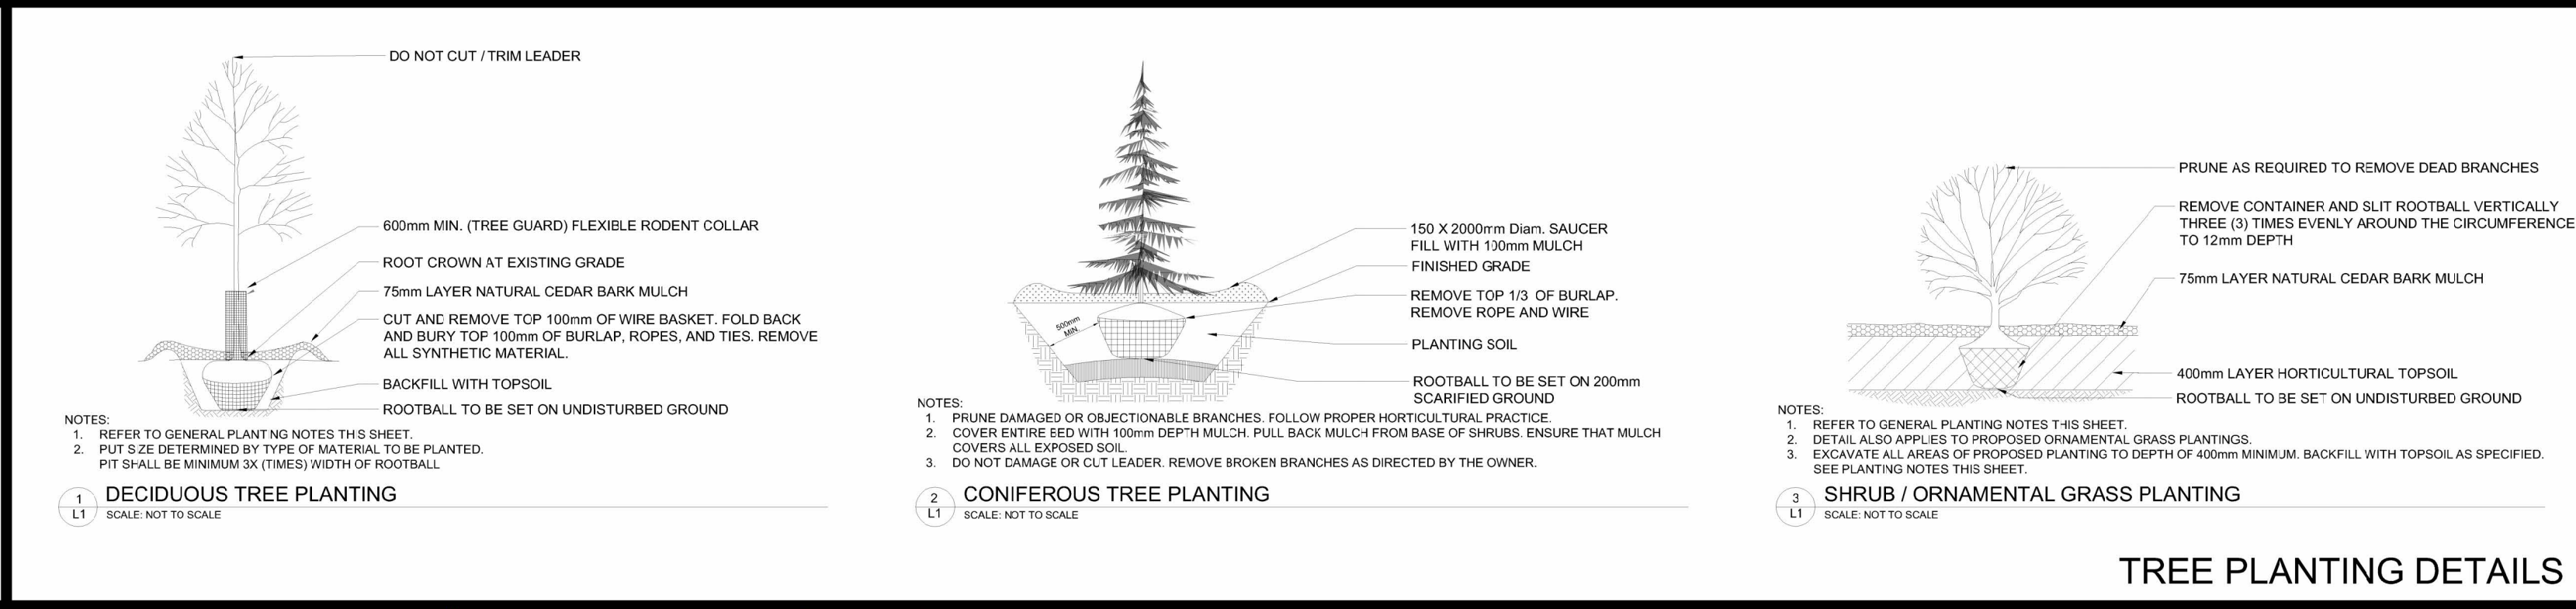 DO NOT CUT / TRIM LEADER
600mm MIN. (TREE GUARD) FLEXIBLE RODENT COLLAR
ROOT CROWN AT EXISTING GRADE
75mm LAYER NATURAL CEDAR BARK MULCH
CUT AND REMOVE TOP 100mm OF WIRE BASKET. FOLD BACK
AND BURY TOP 100mm OF BURLAP, ROPES, AND TIES. REMOVE
ALL SYNTHETIC MATERIAL.
BACKFILL WITH TOPSOIL
ROOTBALL TO BE SET ON UNDISTURBED GROUND
NOTES:
1. REFER TO GENERAL PLANT NG NOTES TH S SHEET.
2. PUT S ZE DETERMINED BY TYPE OF MATERIAL TO BE PLANTED.
PIT SHALL BE MINIMUM 3X (TIMES) WIDTH OF ROOTBALL
1
L1
DECIDUOUS TREE PLANTING
SCALE: NOT TO SCALE
150 X 2000mm Diam. SAUCER
FILL WITH 100mm MULCH
FINISHED GRADE
REMOVE TOP 1/3 OF BURLAP.
REMOVE ROPE AND WIRE
500mm
MIN.
PLANTING SOIL
ROOTBALL TO BE SET ON 200mm
SCARIFIED GROUND
NOTES:
1. PRUNE DAMAGED OR OBJECTIONABLE BRANCHES. FOLLOW PROPER HORTICULTURAL PRACTICE.
2. COVER ENTIRE BED WITH 100mm DEPTH MULCH. PULL BACK MULCH FROM BASE OF SHRUBS. ENSURE THAT MULCH
COVERS ALL EXPOSED SOIL.
3. DO NOT DAMAGE OR CUT LEADER. REMOVE BROKEN BRANCHES AS DIRECTED BY THE OWNER.
2
L1
CONIFEROUS TREE PLANTING
SCALE: NOT TO SCALE
PRUNE AS REQUIRED TO REMOVE DEAD BRANCHES
REMOVE CONTAINER AND SLIT ROOTBALL VERTICALLY
THREE (3) TIMES EVENLY AROUND THE CIRCUMFERENCE
TO 12mm DEPTH
75mm LAYER NATURAL CEDAR BARK MULCH
400mm LAYER HORTICULTURAL TOPSOIL
ROOTBALL TO BE SET ON UNDISTURBED GROUND
NOTES:
1. REFER TO GENERAL PLANTING NOTES THIS SHEET.
2. DETAIL ALSO APPLIES TO PROPOSED ORNAMENTAL GRASS PLANTINGS.
3. EXCAVATE ALL AREAS OF PROPOSED PLANTING TO DEPTH OF 400mm MINIMUM. BACKFILL WITH TOPSOIL AS SPECIFIED.
SEE PLANTING NOTES THIS SHEET.
3
L1
SHRUB / ORNAMENTAL GRASS PLANTING
SCALE: NOT TO SCALE
TREE PLANTING DETAILS